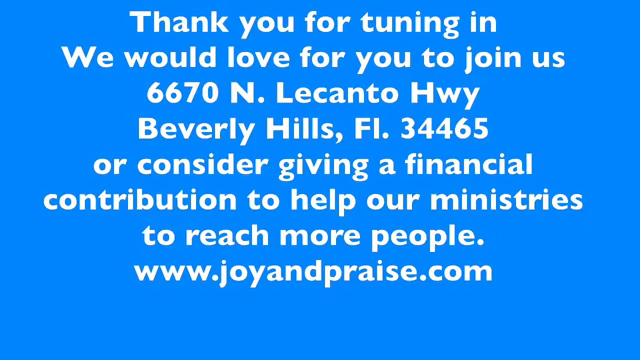 Thank you for tuning in
We would love for you to join us
6670 N. Lecanto Hwy
Beverly Hills, Fl. 34465
or consider giving a financial
contribution to help our ministries
to reach more people.
www.joyandpraise.com